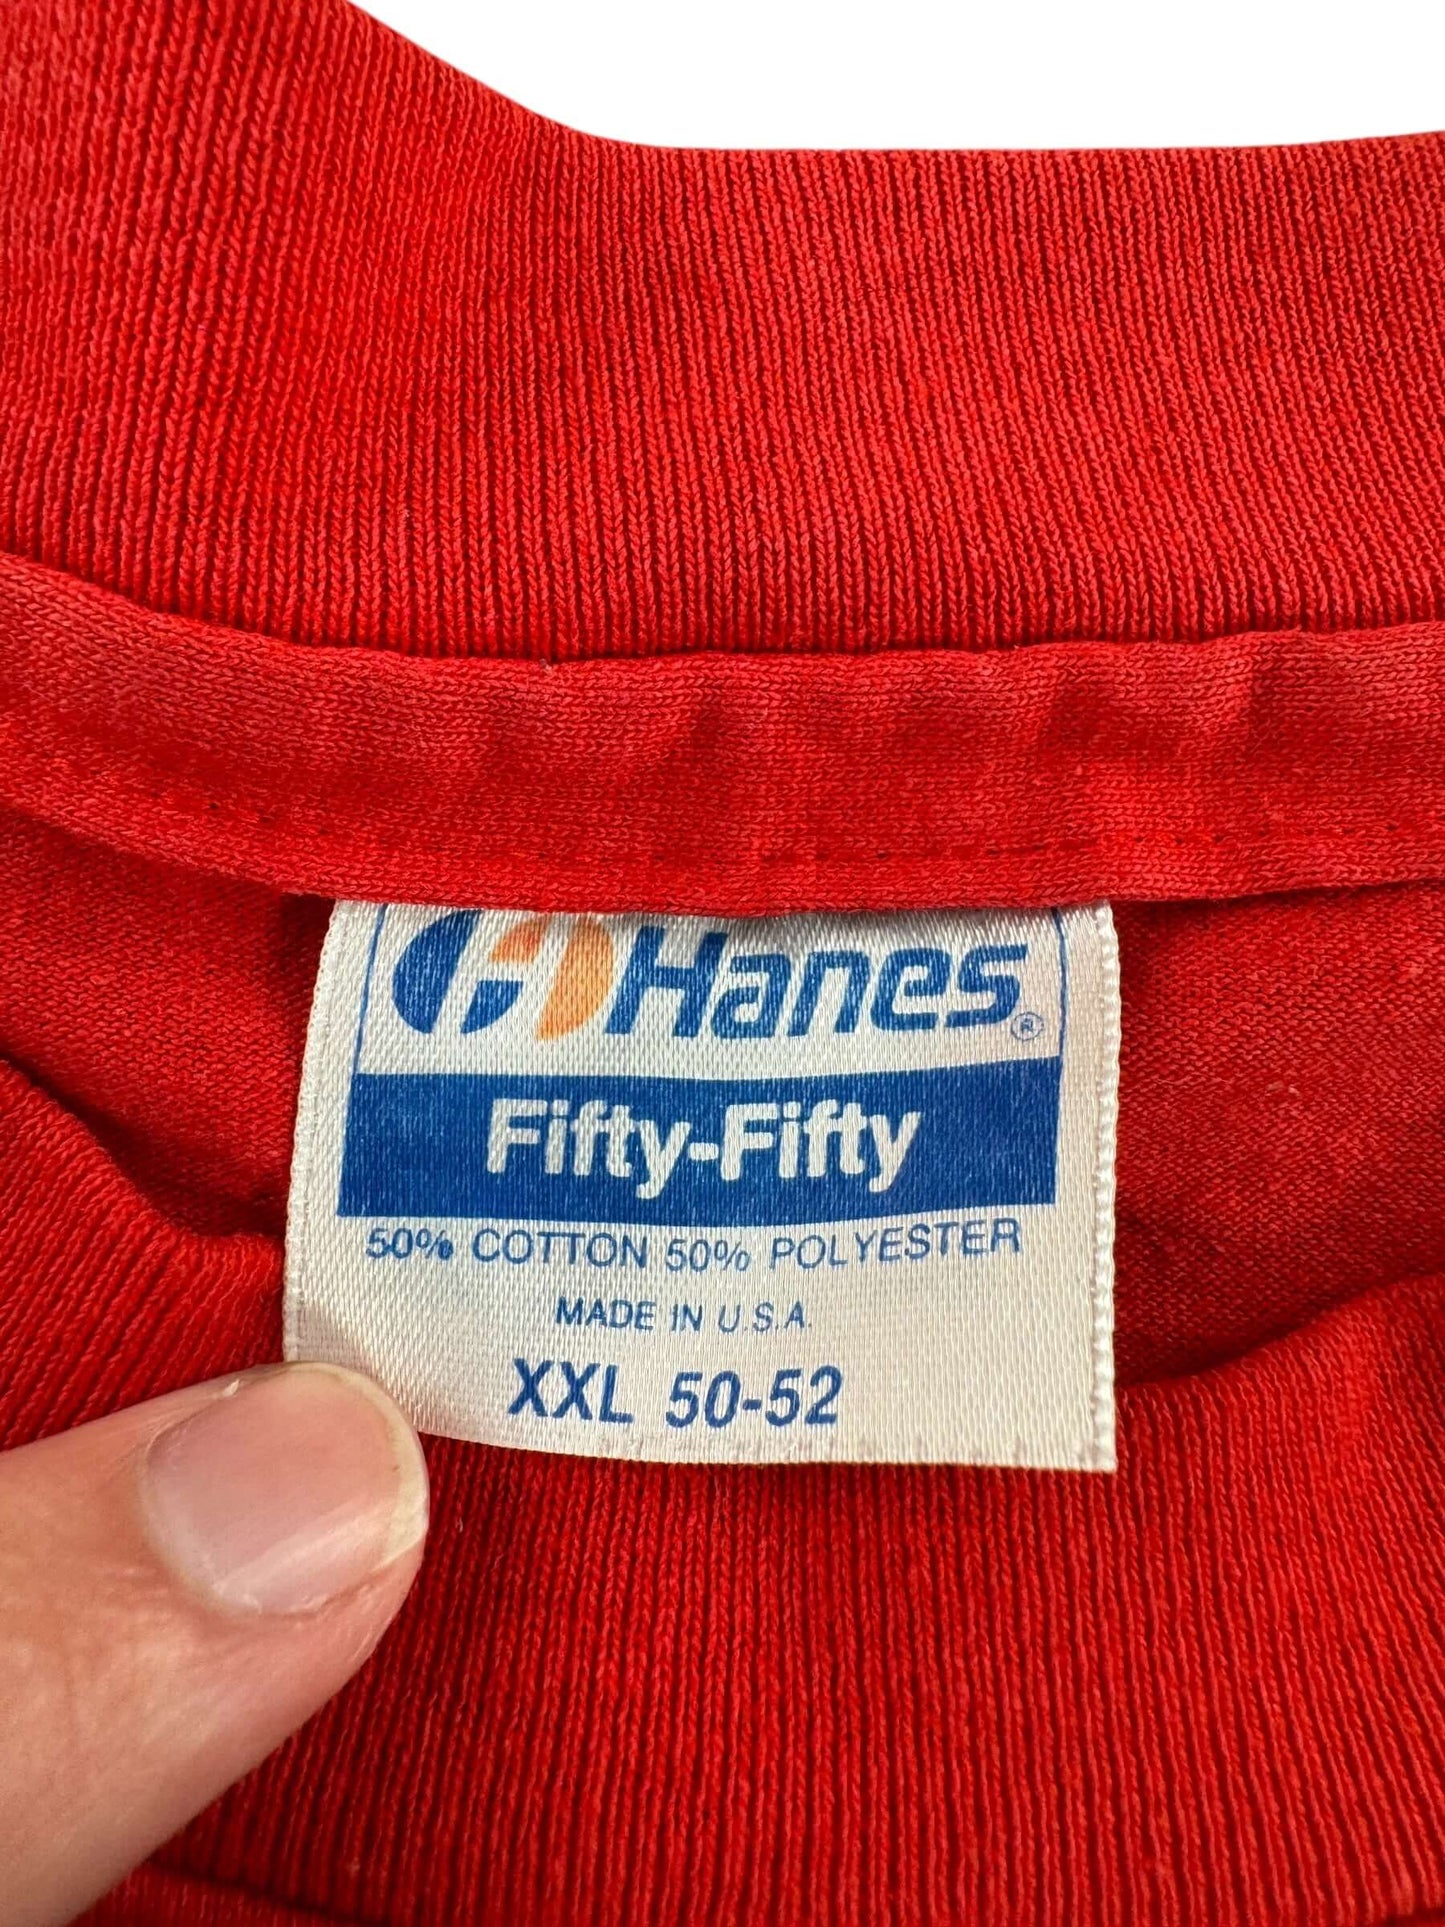 Hanes®
Fifty-Fifty
50% COTTON 50% POLYESTER
MADE IN U.S.A.
XXL 50-52